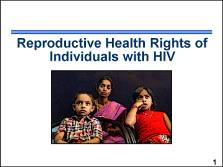 Reproductive Health Rights of
Individuals with HIV
1